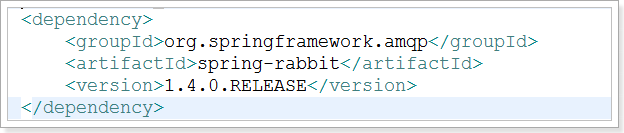 <dependency>
<groupId>org.springframework.amqp</groupId>
<artifactId>spring-rabbit</artifactId>
<version>1.4.0.RELEASE</version>
</dependency>